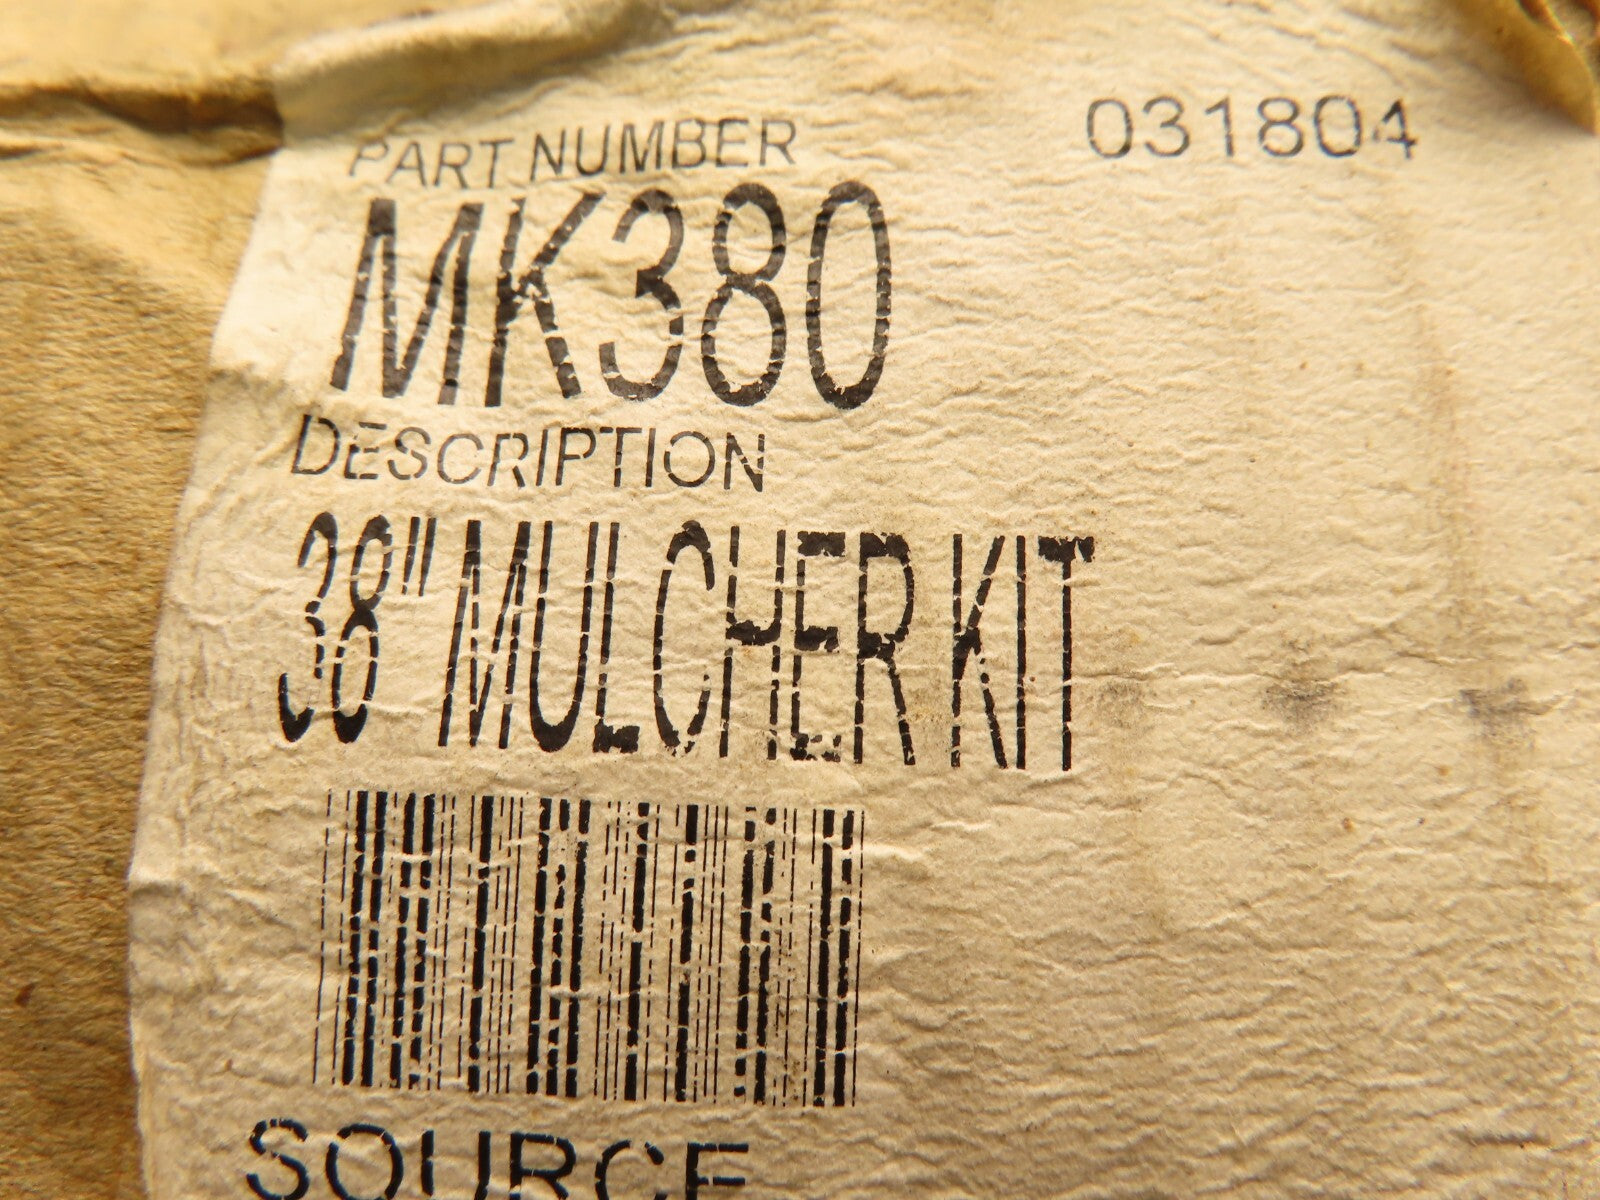 PART NUMBER 031804
MK380
DESCRIPTION
38" MULCHER KIT
SOURCE